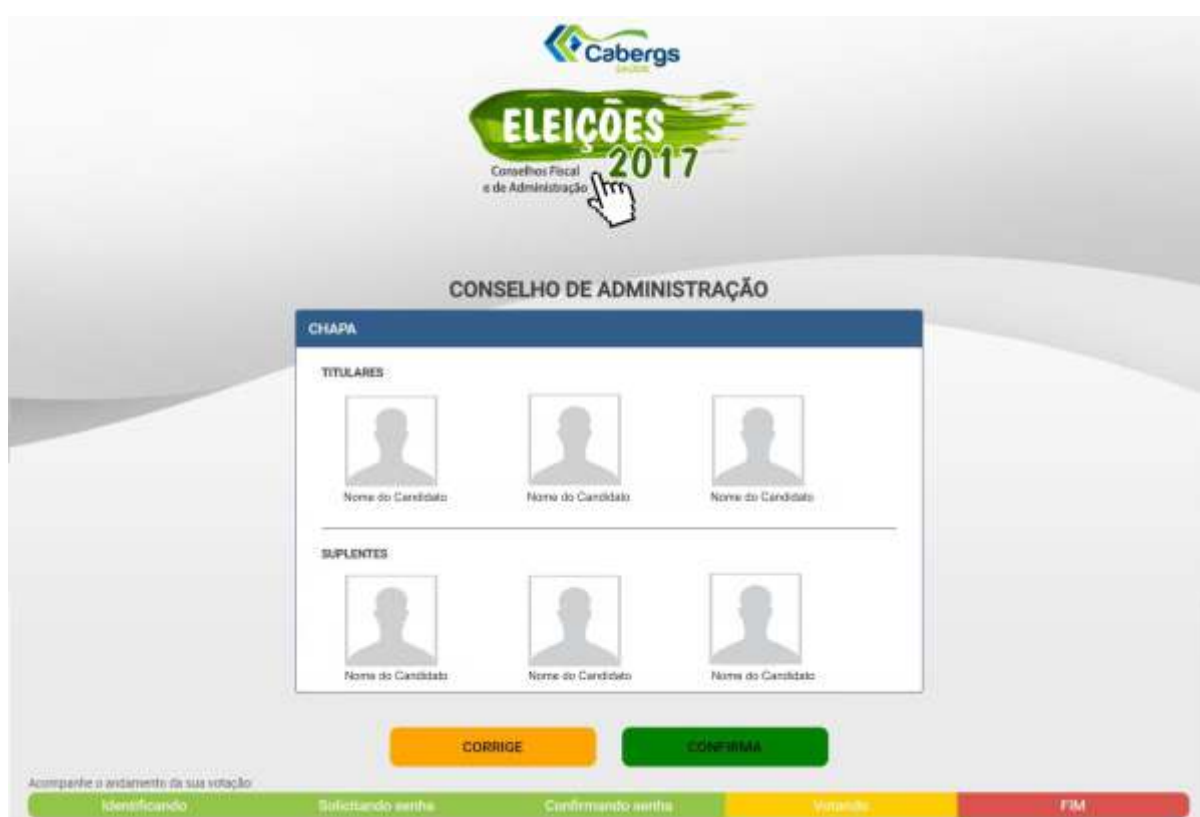 Cabergs
SAÚDE
ELEIÇÕES
2017
Conselhos Fiscal
e de Administração
CONSELHO DE ADMINISTRAÇÃO
CHAPA
TITULARES
Nome do Candidato Nome do Candidato Nome do Candidato
SUPLENTES
Nome do Candidato Nome do Candidato Nome do Candidato
CORRIGE CONFIRMA
Acompanhe o andamento da sua votação:
Identificando Solicitando senha Confirmando senha Votando FIM